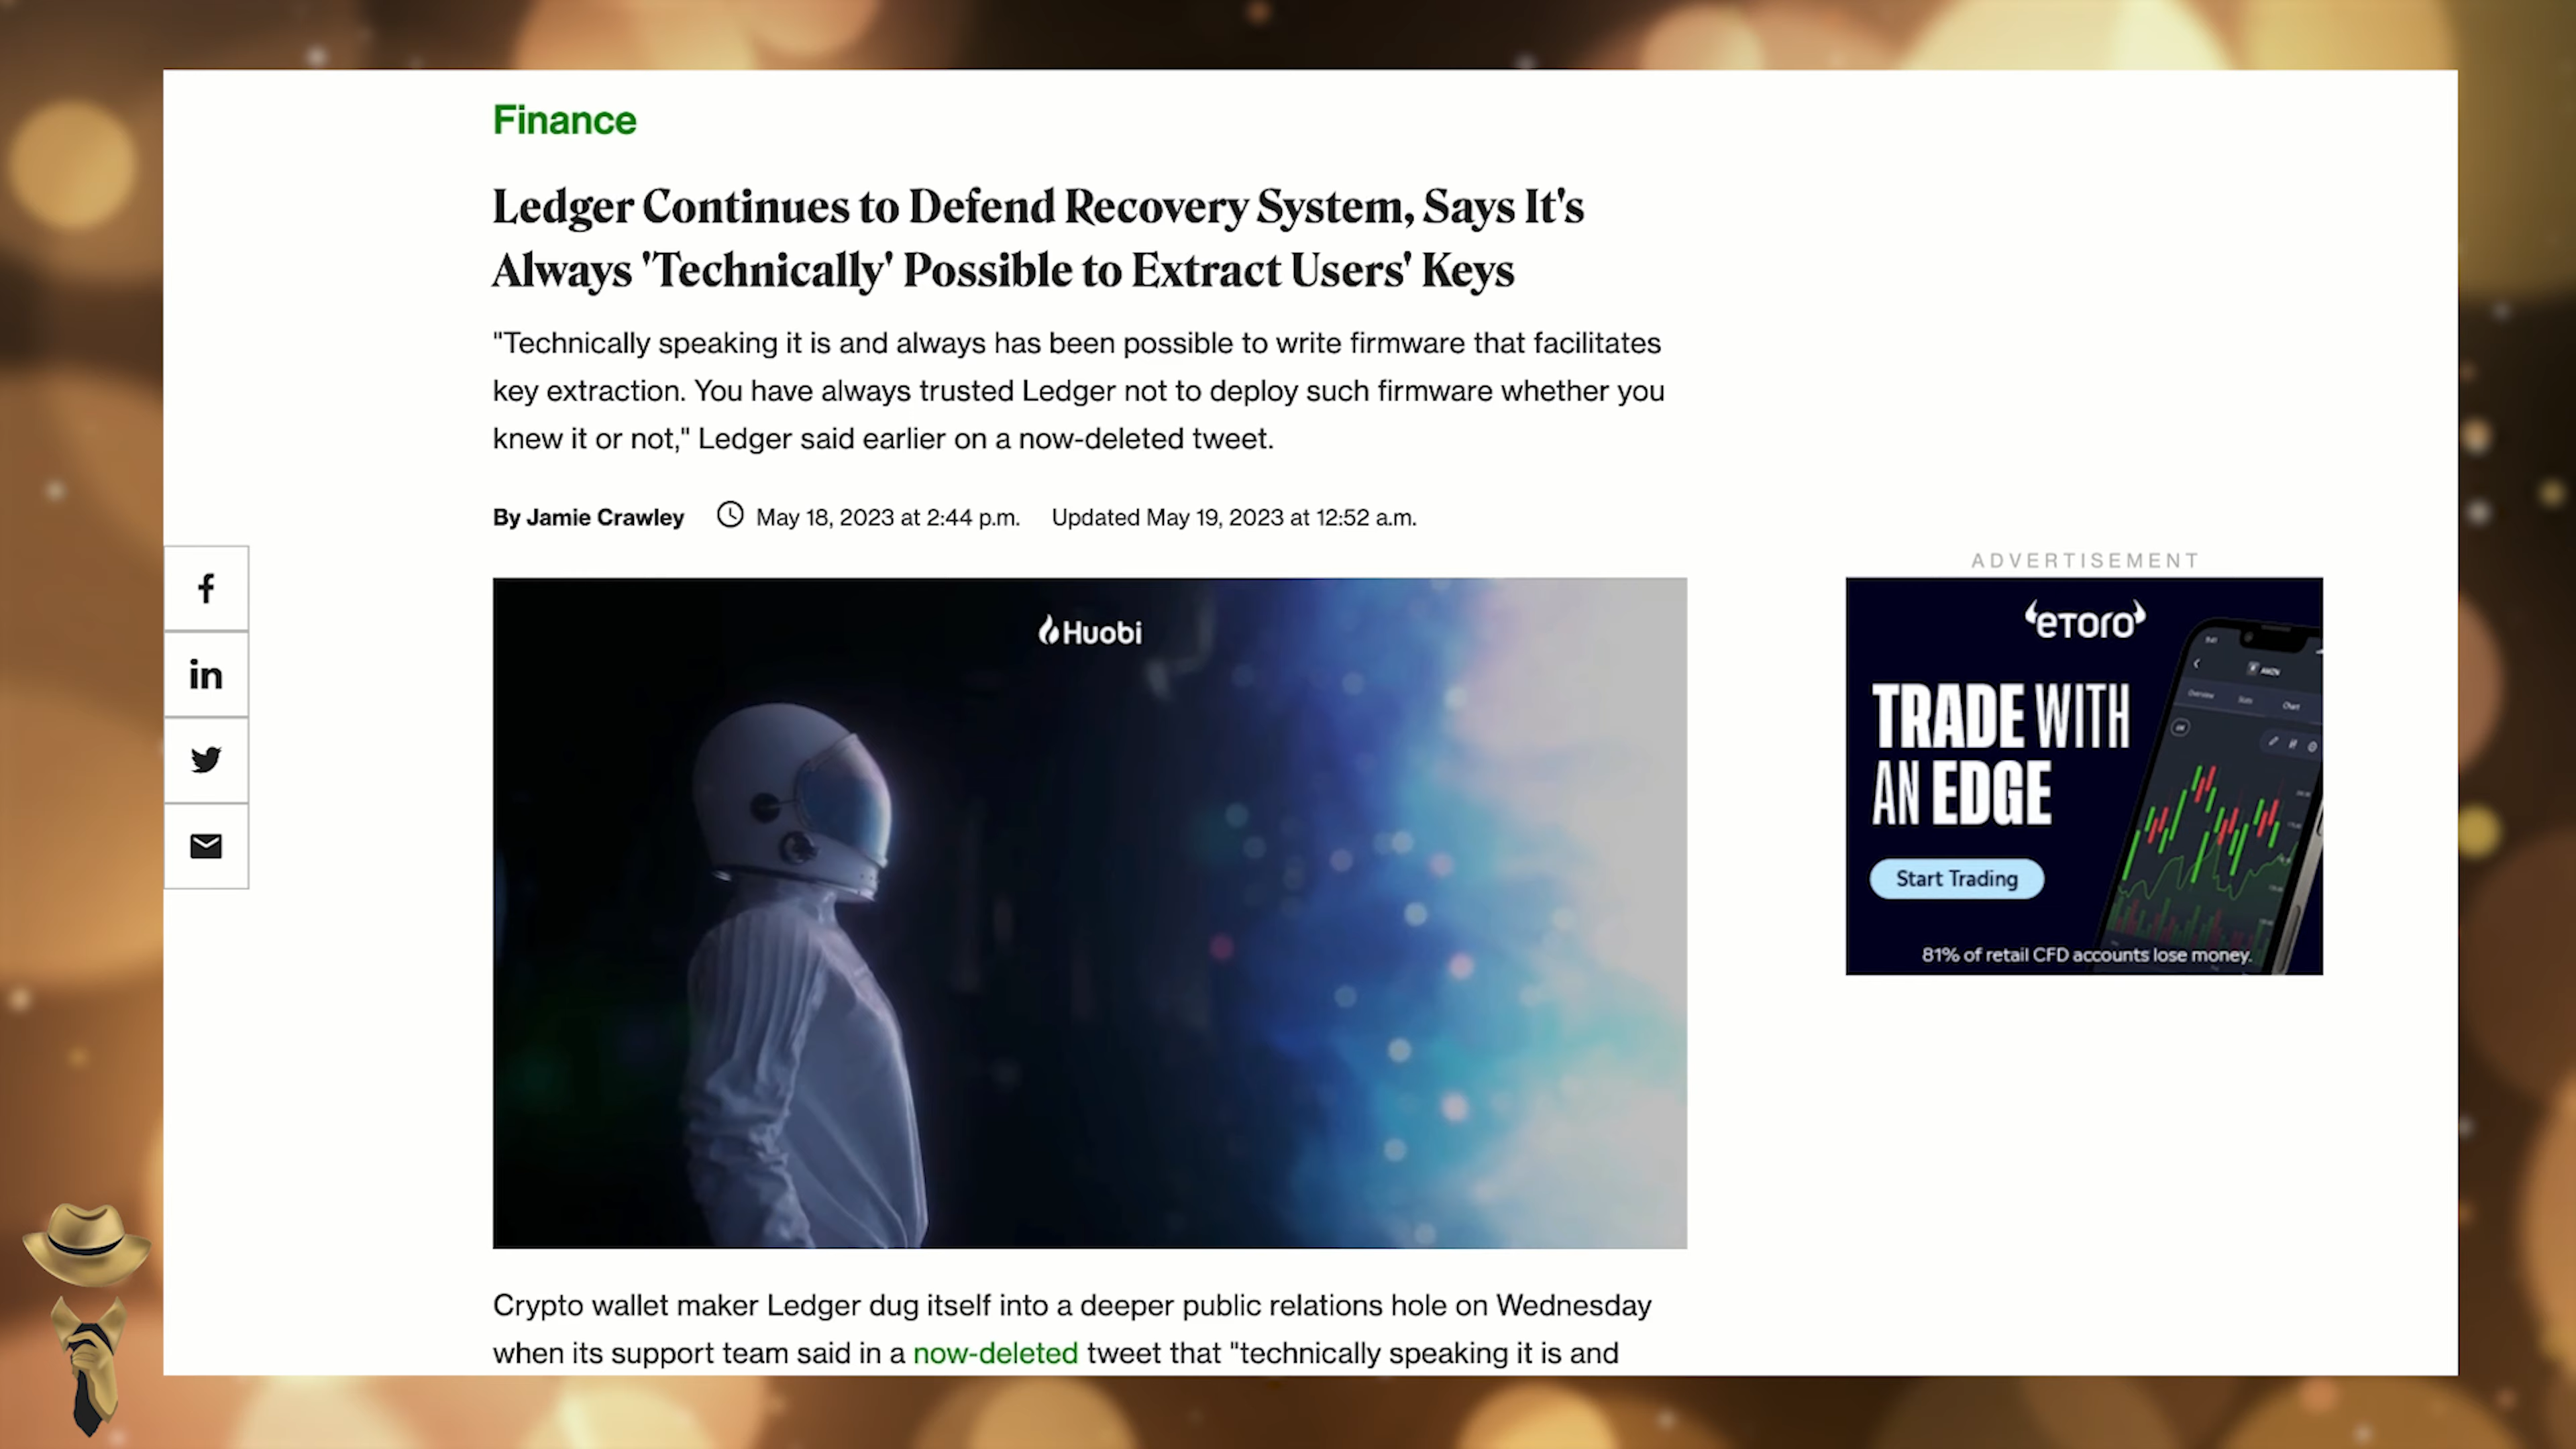 Finance
Ledger Continues to Defend Recovery System, Says It's
Always 'Technically' Possible to Extract Users' Keys
"Technically speaking it is and always has been possible to write firmware that facilitates
key extraction. You have always trusted Ledger not to deploy such firmware whether you
knew it or not," Ledger said earlier on a now-deleted tweet.
By Jamie Crawley May 18, 2023 at 2:44 p.m. Updated May 19, 2023 at 12:52 a.m.
f
in
Huobi
ADVERTISEMENT
eTORO
TRADE WITH
AN EDGE
Start Trading
Overview Stats Chart
81% of retail CFD accounts lose money.
Crypto wallet maker Ledger dug itself into a deeper public relations hole on Wednesday
when its support team said in a now-deleted tweet that "technically speaking it is and